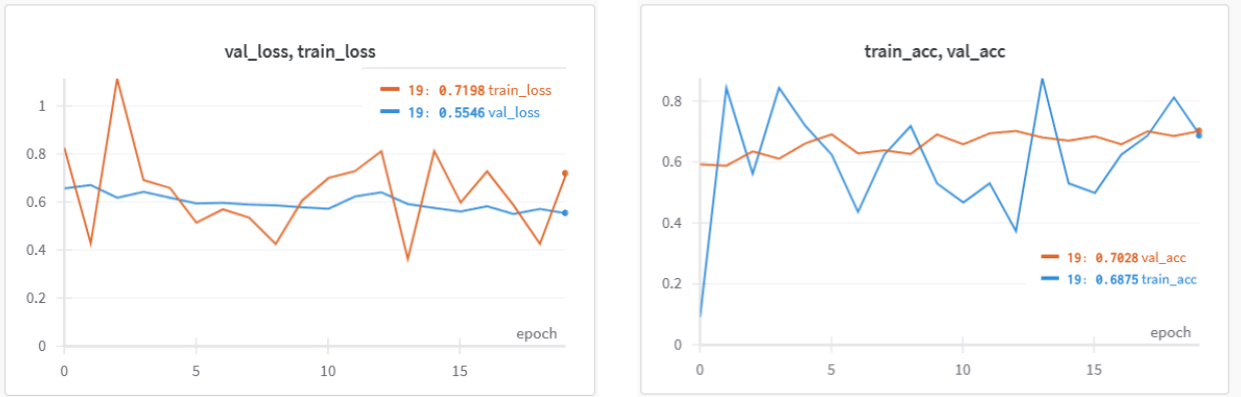 val_loss, train_loss
19: 0.7198 train_loss
19: 0.5546 val_loss
1
0.8
0.6
0.4
0.2
0
epoch
0 5 10 15
train_acc, val_acc
0.8
0.6
0.4
19: 0.7028 val_acc
19: 0.6875 train_acc
0.2
epoch
0
0 5 10 15